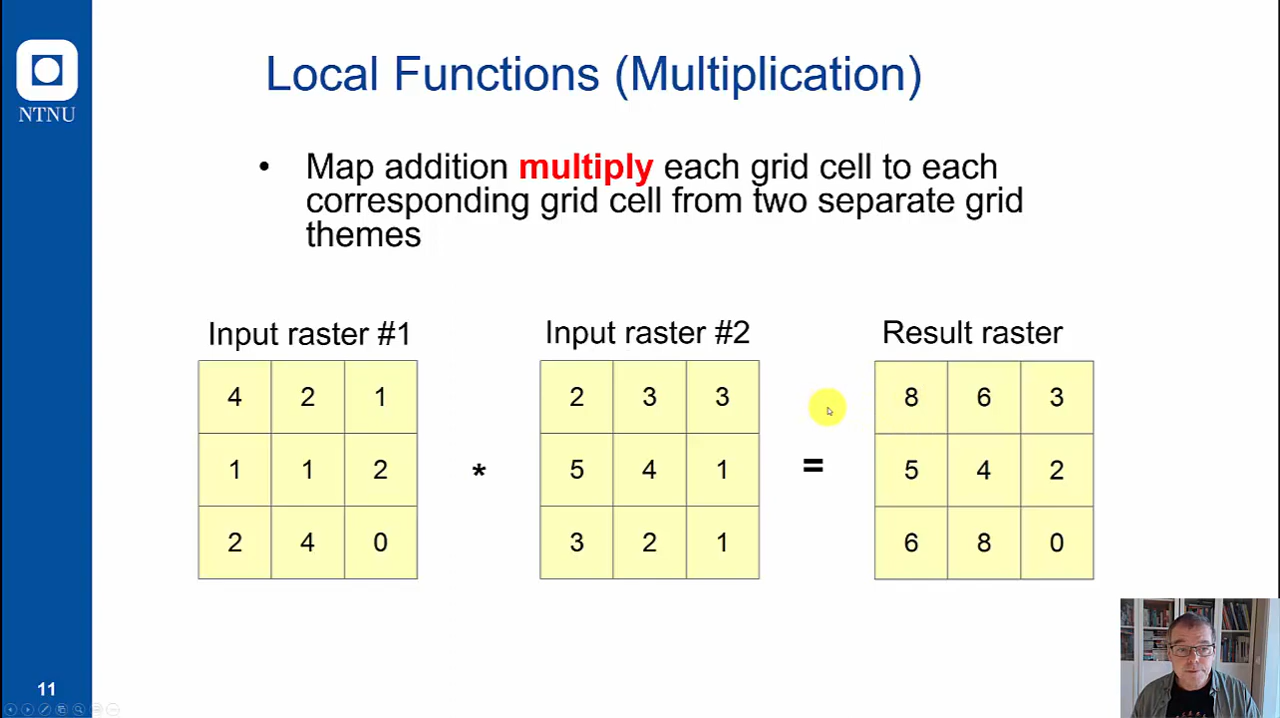 Local Functions (Multiplication)
NTNU
• Map addition multiply each grid cell to each
corresponding grid cell from two separate grid
themes
Input raster #1
Input raster #2
Result raster
4 2 1
2 3 3
8 6 3
1 1 2
*
5 4 1
=
5 4 2
2 4 0
3 2 1
6 8 0
11